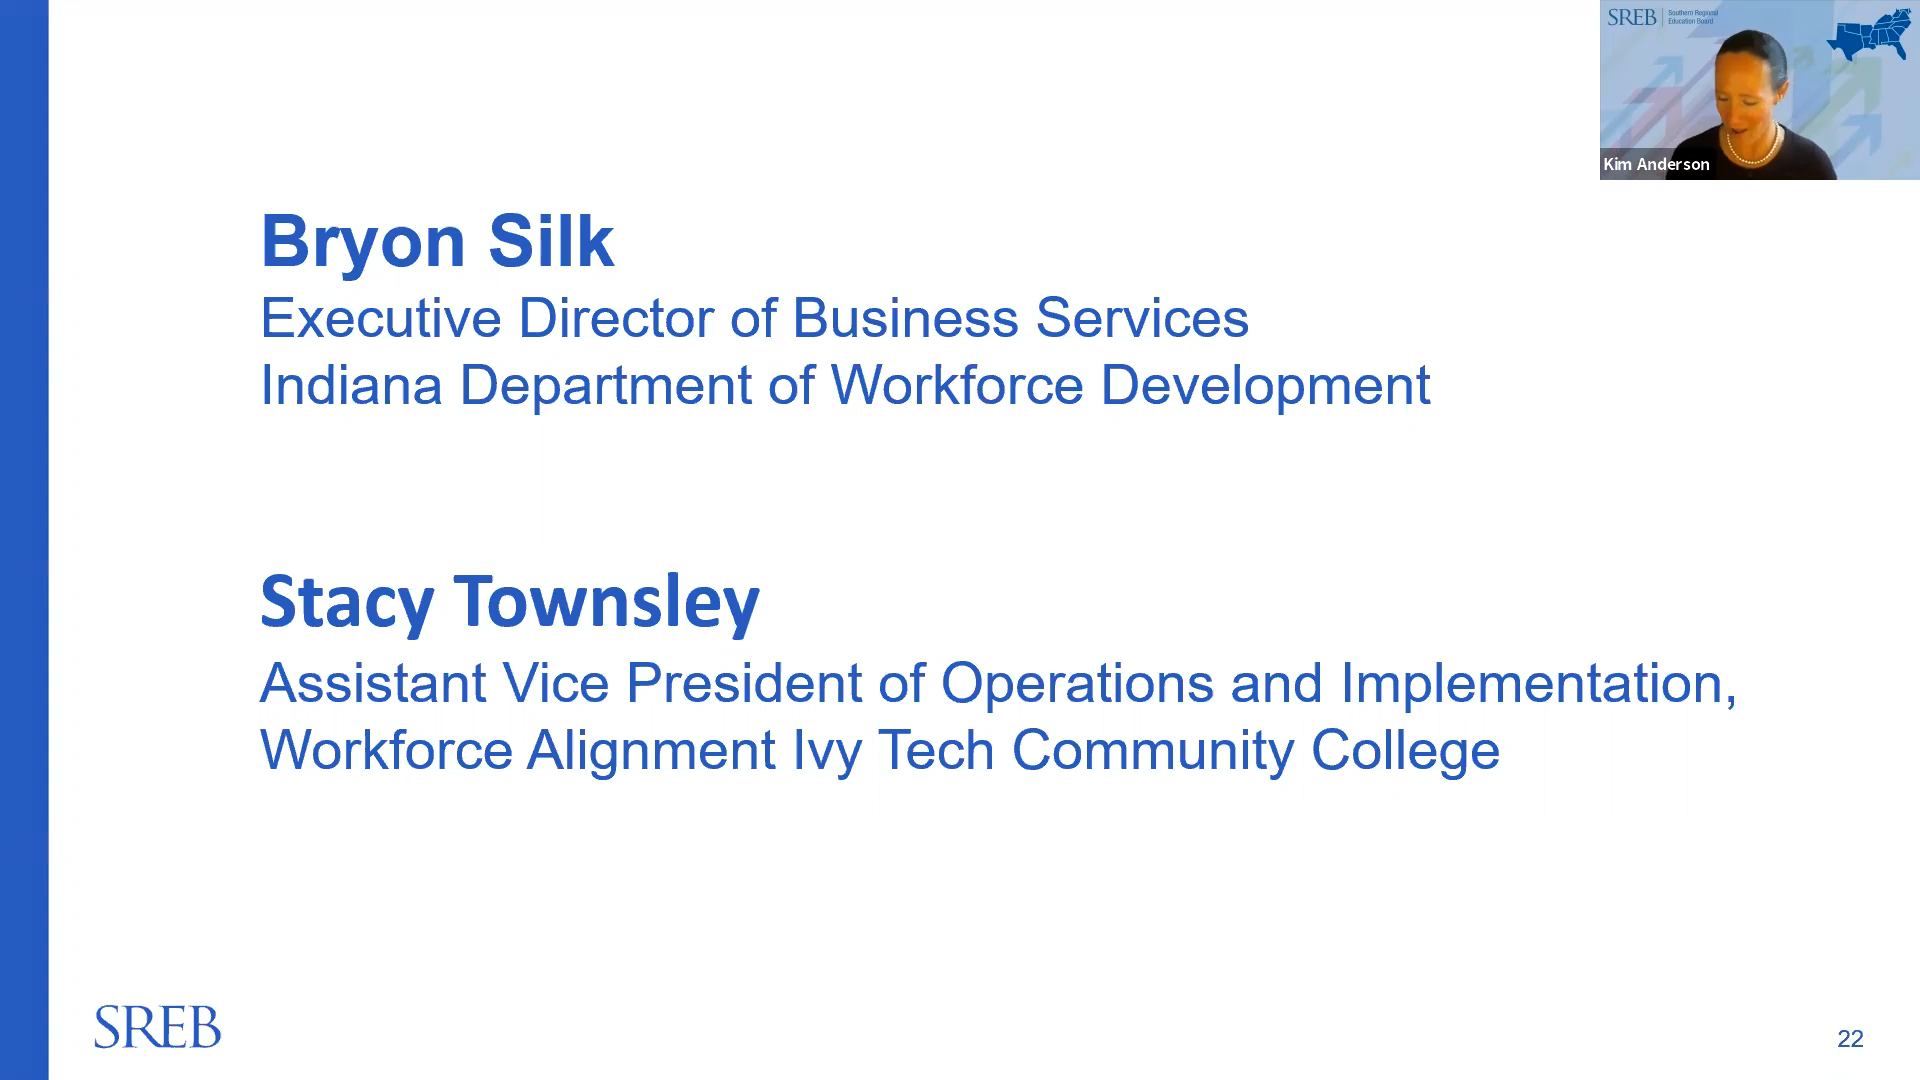 SREB
Southern Regional
Education Board
Kim Anderson
Bryon Silk
Executive Director of Business Services
Indiana Department of Workforce Development
Stacy Townsley
Assistant Vice President of Operations and Implementation,
Workforce Alignment Ivy Tech Community College
SREB
22